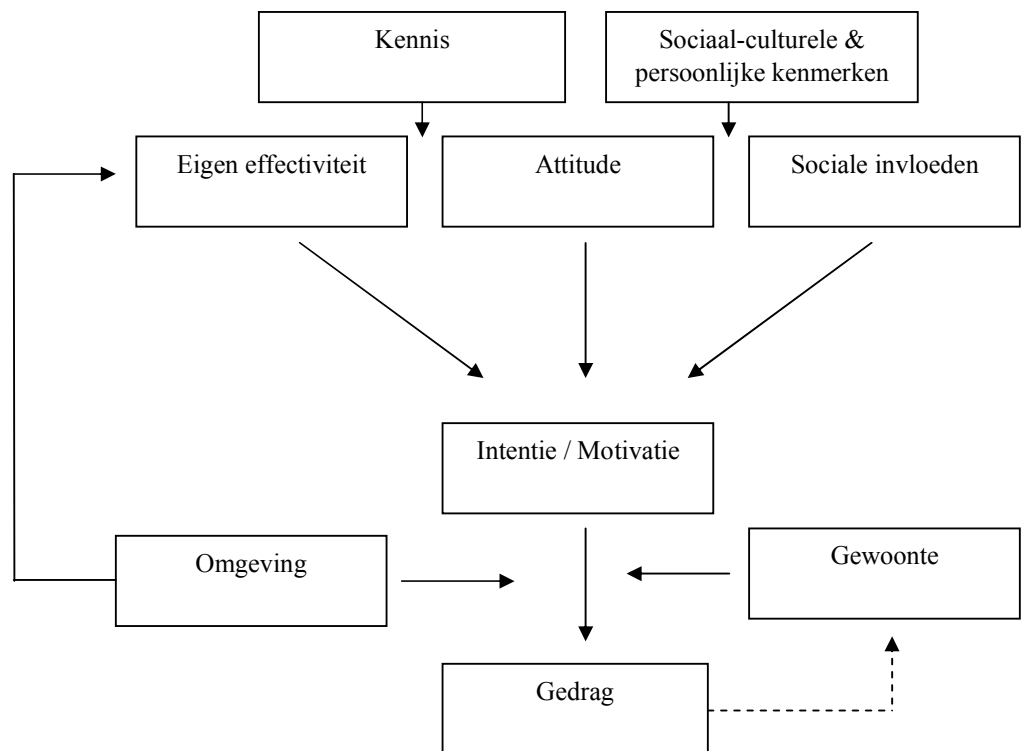 Kennis
Sociaal-culturele &
persoonlijke kenmerken
Eigen effectiviteit
Attitude
Sociale invloeden
Intentie / Motivatie
Omgeving
Gewoonte
Gedrag